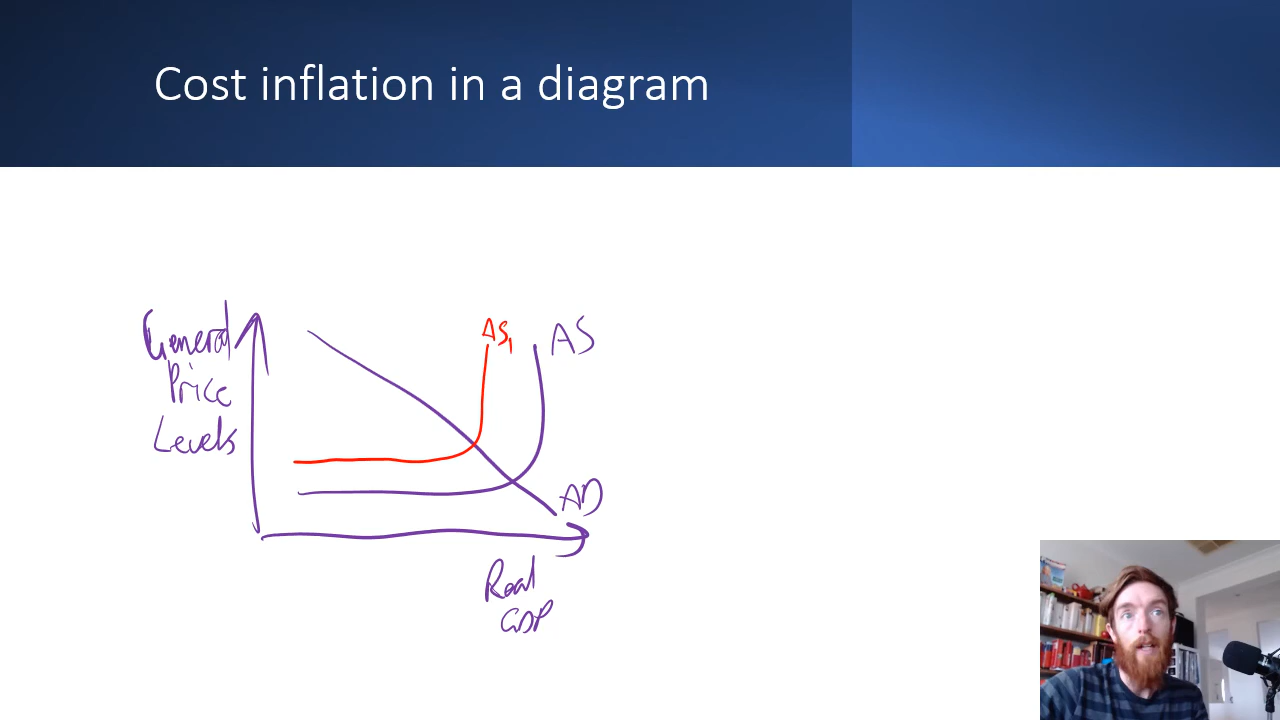 Cost inflation in a diagram
General
Price
Levels
AS₁
AS
AD
Real
GDP